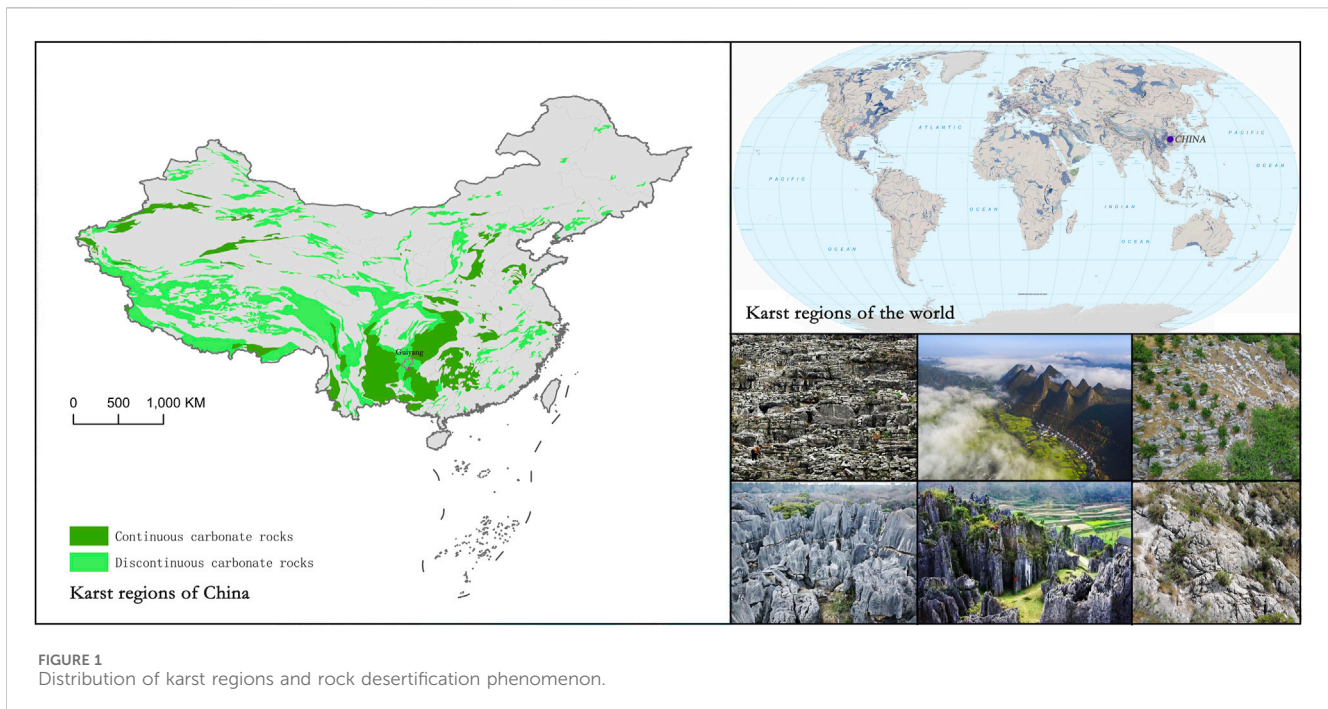 Guiyang
0 500 1,000 KM
Continuous carbonate rocks
Discontinuous carbonate rocks
Karst regions of China
ATLANTIC
PACIFIC
OCEAN
CHINA
PACIFIC
OCEAN
INDIAN
OCEAN
OCEAN
Karst regions of the world
FIGURE 1
Distribution of karst regions and rock desertification phenomenon.